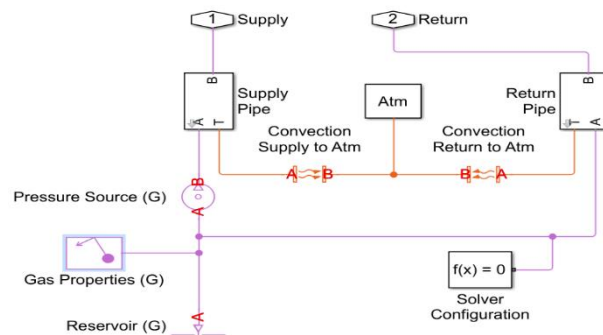 1
Supply
2
Return
B
Supply
Pipe
A
T
Atm
B
Return
Pipe
T
A
Convection
Supply to Atm
Convection
Return to Atm
A
B
B
A
B
Pressure Source (G)
A
Gas Properties (G)
f(x) = 0
Solver
Configuration
A
Reservoir (G)